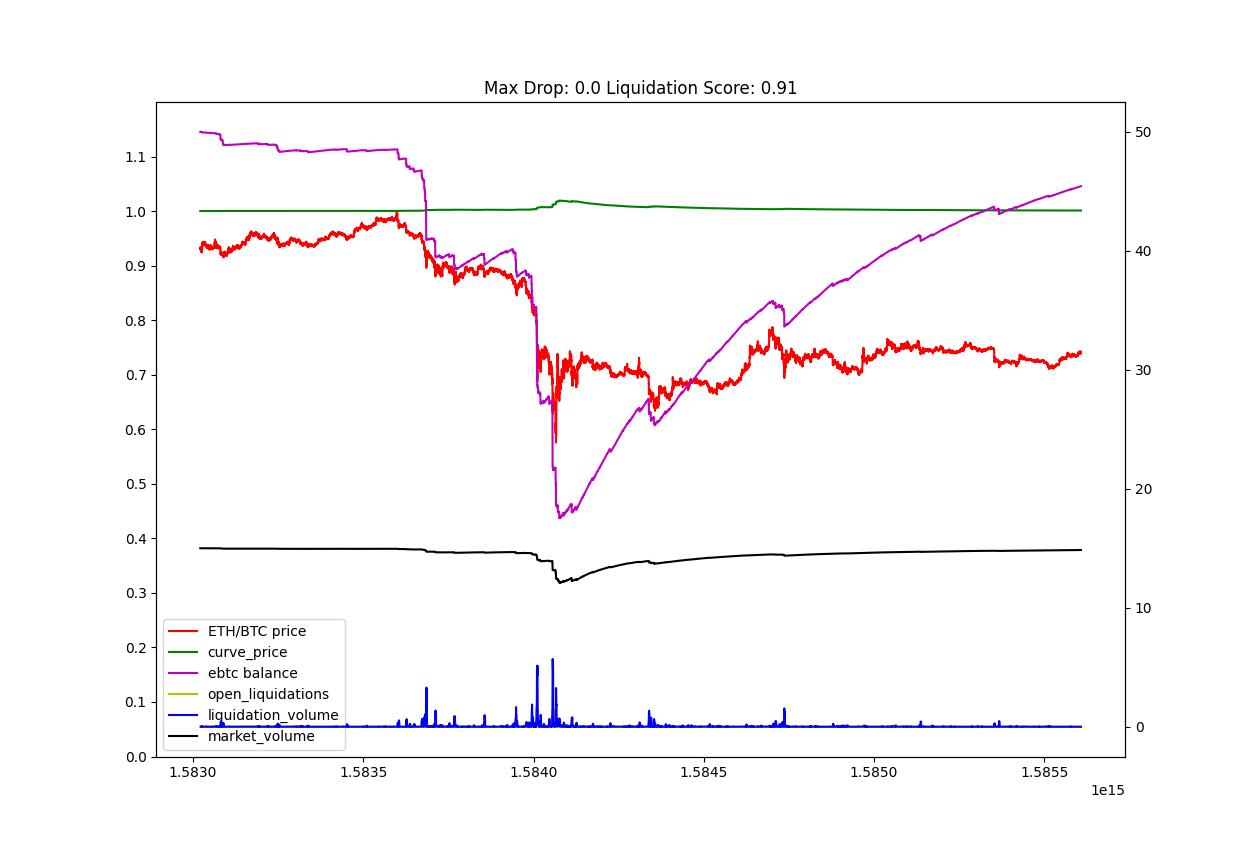 Max Drop: 0.0 Liquidation Score: 0.91
1.1
1.0
0.9
0.8
0.7
0.6
0.5
0.4
0.3
0.2
0.1
0.0
50
40
30
20
10
0
ETH/BTC price
curve_price
ebtc balance
open_liquidations
liquidation_volume
market_volume
1.5830 1.5835 1.5840 1.5845 1.5850 1.5855
1e15